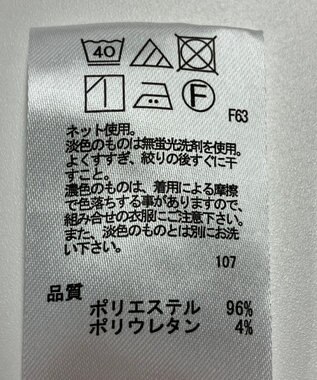 40
F
F63
ネット使用。
淡色のものは無蛍光洗剤を使用。
よくすすぎ、絞りの後すぐに干
すこと。
濃色のものは、着用による摩擦
で色落ちする事がありますので、
組み合せの衣服にご注意下さい。
また、淡色のものとは別にお洗
い下さい。
107
品質
ポリエステル 96%
ポリウレタン 4%